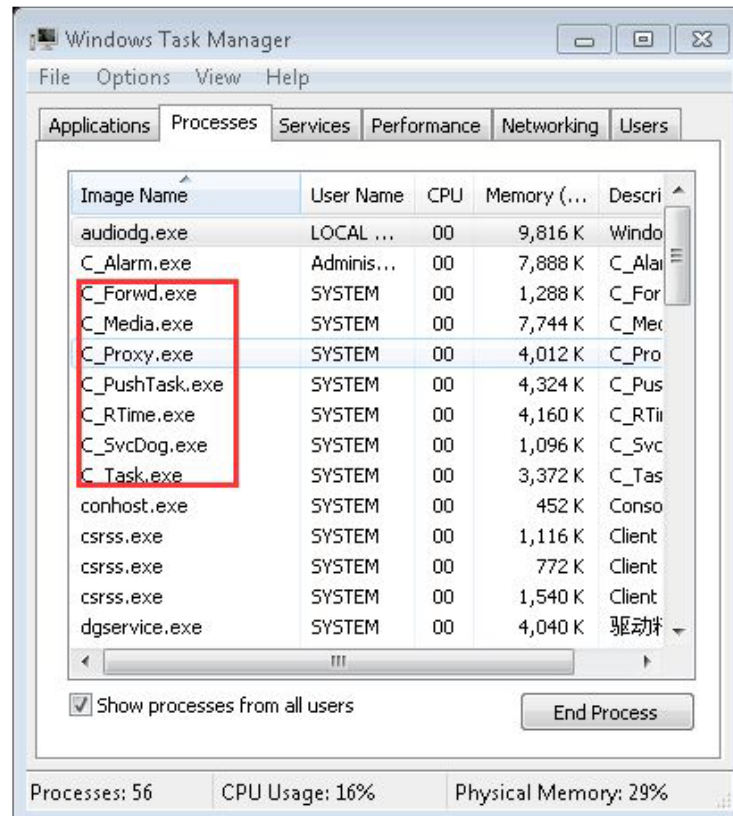 Windows Task Manager
File Options View Help
Applications Processes Services Performance Networking Users
Image Name User Name CPU Memory (... Descri
audiodg.exe LOCAL ... 00 9,816 K Windo
C_Alarm.exe Adminis... 00 7,888 K C_Alar
C_Forwd.exe SYSTEM 00 1,288 K C_For
C_Media.exe SYSTEM 00 7,744 K C_Med
C_Proxy.exe SYSTEM 00 4,012 K C_Pro
C_PushTask.exe SYSTEM 00 4,324 K C_Pus
C_RTime.exe SYSTEM 00 4,160 K C_RTi
C_SvcDog.exe SYSTEM 00 1,096 K C_Svc
C_Task.exe SYSTEM 00 3,372 K C_Tas
conhost.exe SYSTEM 00 452 K Conso
csrss.exe SYSTEM 00 1,116 K Client
csrss.exe SYSTEM 00 772 K Client
csrss.exe SYSTEM 00 1,540 K Client
dgservice.exe SYSTEM 00 4,040 K 驱动
Show processes from all users End Process
Processes: 56 CPU Usage: 16% Physical Memory: 29%